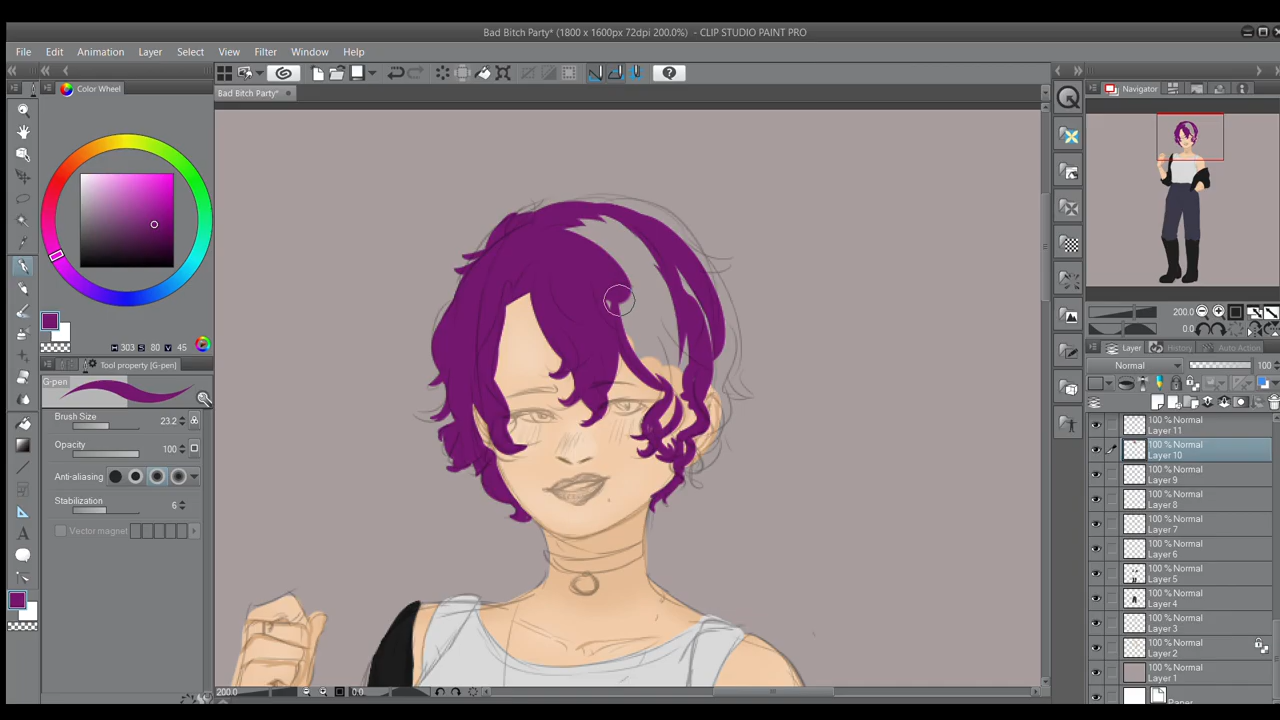 Bad Bitch Party* (1800 x 1600px 72dpi 200.0%) - CLIP STUDIO PAINT PRO
File Edit Animation Layer Select View Filter Window Help
Color Wheel
Bad Bitch Party*
Navigator
H 303 S 80 V 45
Tool property [G-pen]
G-pen
Brush Size
23.2
Opacity
100
Anti-aliasing
Stabilization
6
Vector magnet
200.0
0.0
200.0
0.0
Layer History Auto Action
Normal 100
Layer 11
100 % Normal
Layer 10
100 % Normal
Layer 9
100 % Normal
Layer 8
100 % Normal
Layer 7
100 % Normal
Layer 6
100 % Normal
Layer 5
100 % Normal
Layer 4
100 % Normal
Layer 3
100 % Normal
Layer 2
100 % Normal
Layer 1
Paper